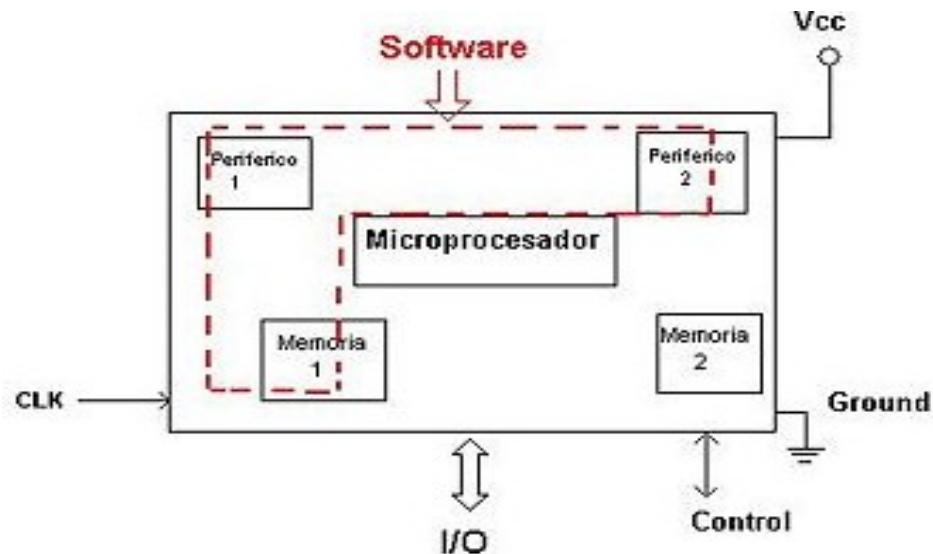 Vcc
Software
Periferico
1
Periferico
2
Microprocesador
Memoria
1
Memoria
2
CLK
Ground
Control
I/O